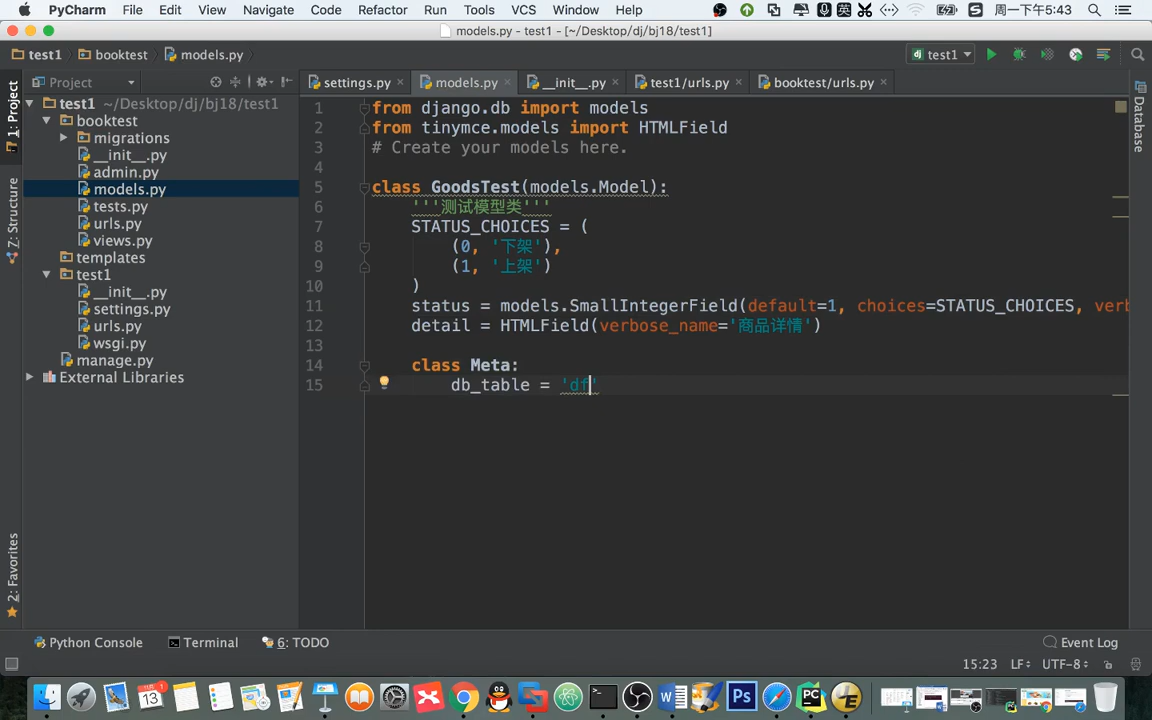 PyCharm File Edit View Navigate Code Refactor Run Tools VCS Window Help 英 周一下午5:43
models.py - test1 - [~/Desktop/dj/bj18/test1]
test1 booktest models.py test1
Project settings.py models.py __init__.py test1/urls.py booktest/urls.py
1: Project
7: Structure
2: Favorites
Database
test1 ~/Desktop/dj/bj18/test1
booktest
migrations
__init__.py
admin.py
models.py
tests.py
urls.py
views.py
templates
test1
__init__.py
settings.py
urls.py
wsgi.py
manage.py
External Libraries
1 from django.db import models
2 from tinymce.models import HTMLField
3 # Create your models here.
4
5 class GoodsTest(models.Model):
6 '''测试模型类'''
7 STATUS_CHOICES = (
8 (0, '下架'),
9 (1, '上架')
10 )
11 status = models.SmallIntegerField(default=1, choices=STATUS_CHOICES, verb
12 detail = HTMLField(verbose_name='商品详情')
13
14 class Meta:
15 db_table = 'df'
Python Console Terminal 6: TODO Event Log
15:23 LF UTF-8